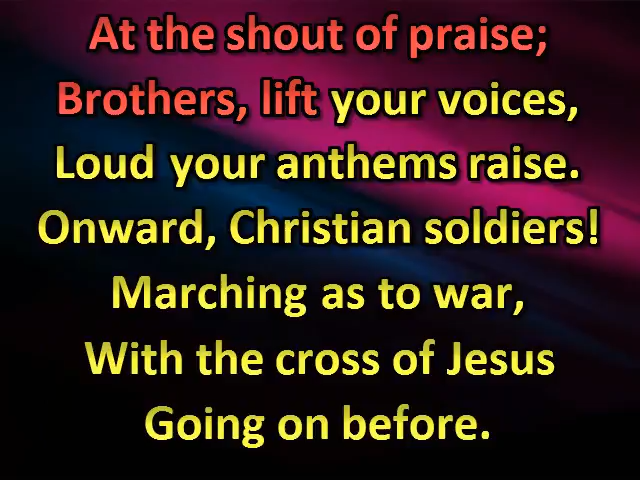 At the shout of praise;
Brothers, lift your voices,
Loud your anthems raise.
Onward, Christian soldiers!
Marching as to war,
With the cross of Jesus
Going on before.